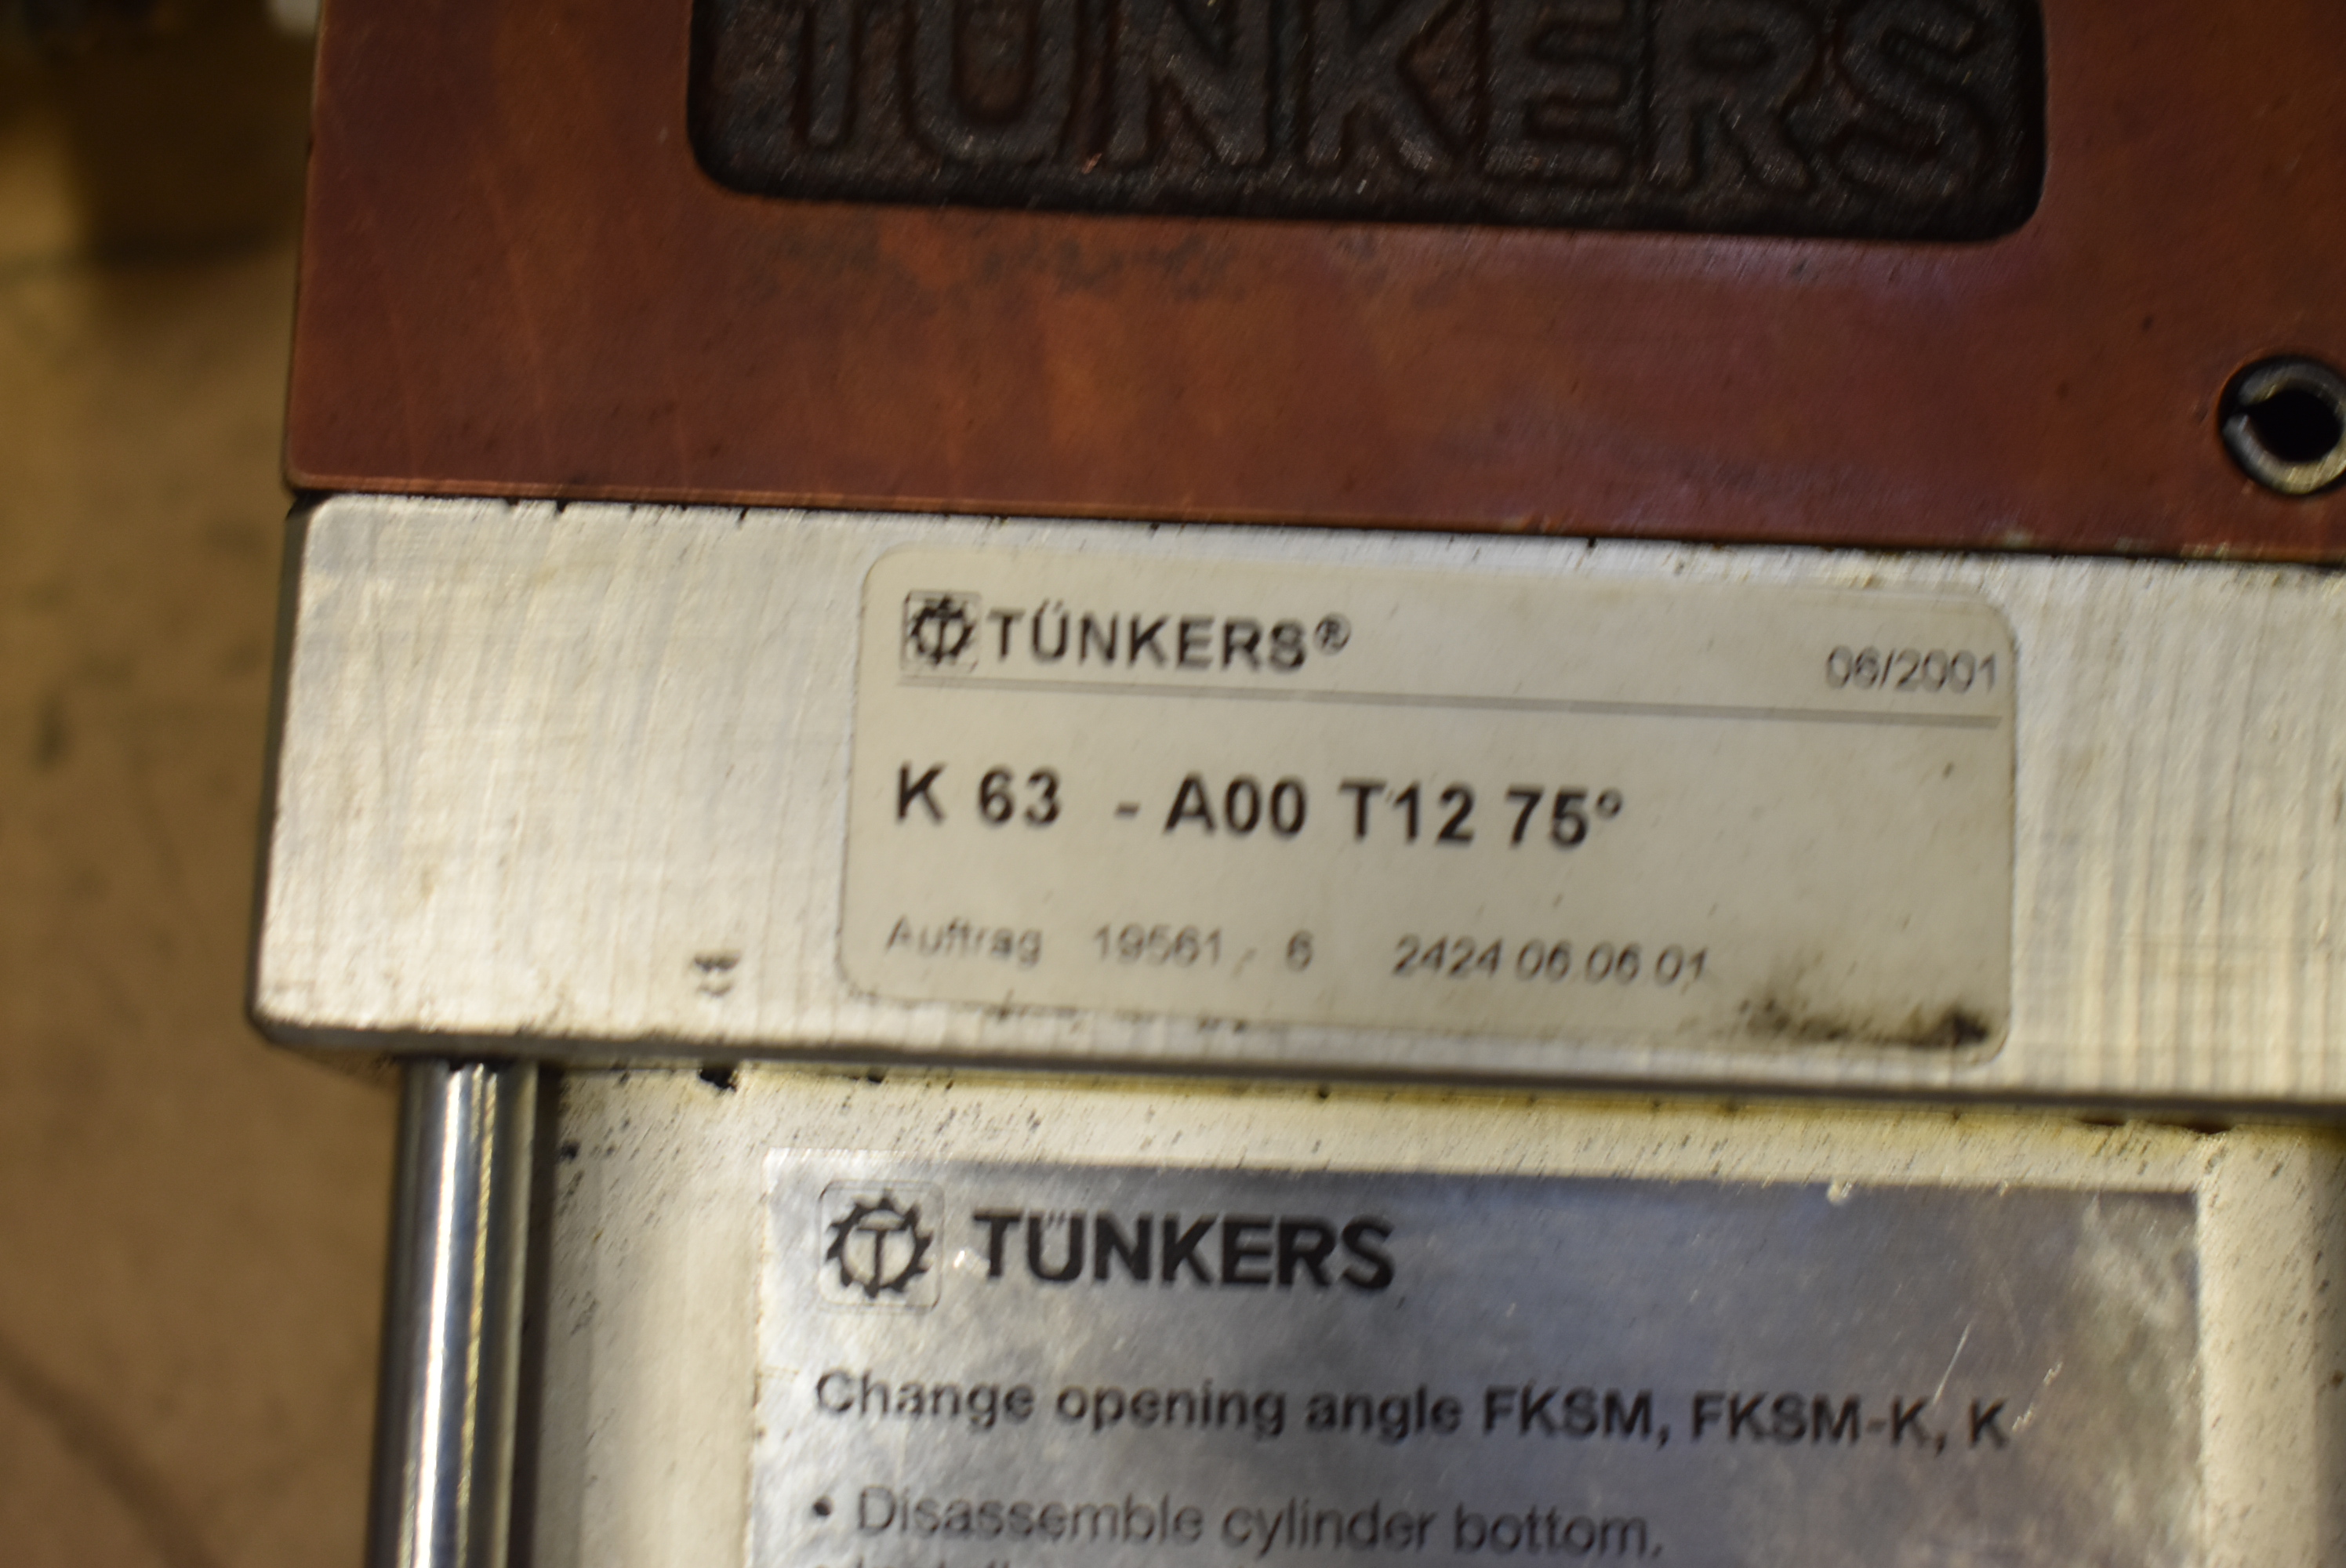 TÜNKERS
TÜNKERS® 06/2001
K 63 - A00 T12 75°
Auftrag 19561 - 6 2424 06 06 01
TÜNKERS
Change opening angle FKSM, FKSM-K, K
• Disassemble cylinder bottom,